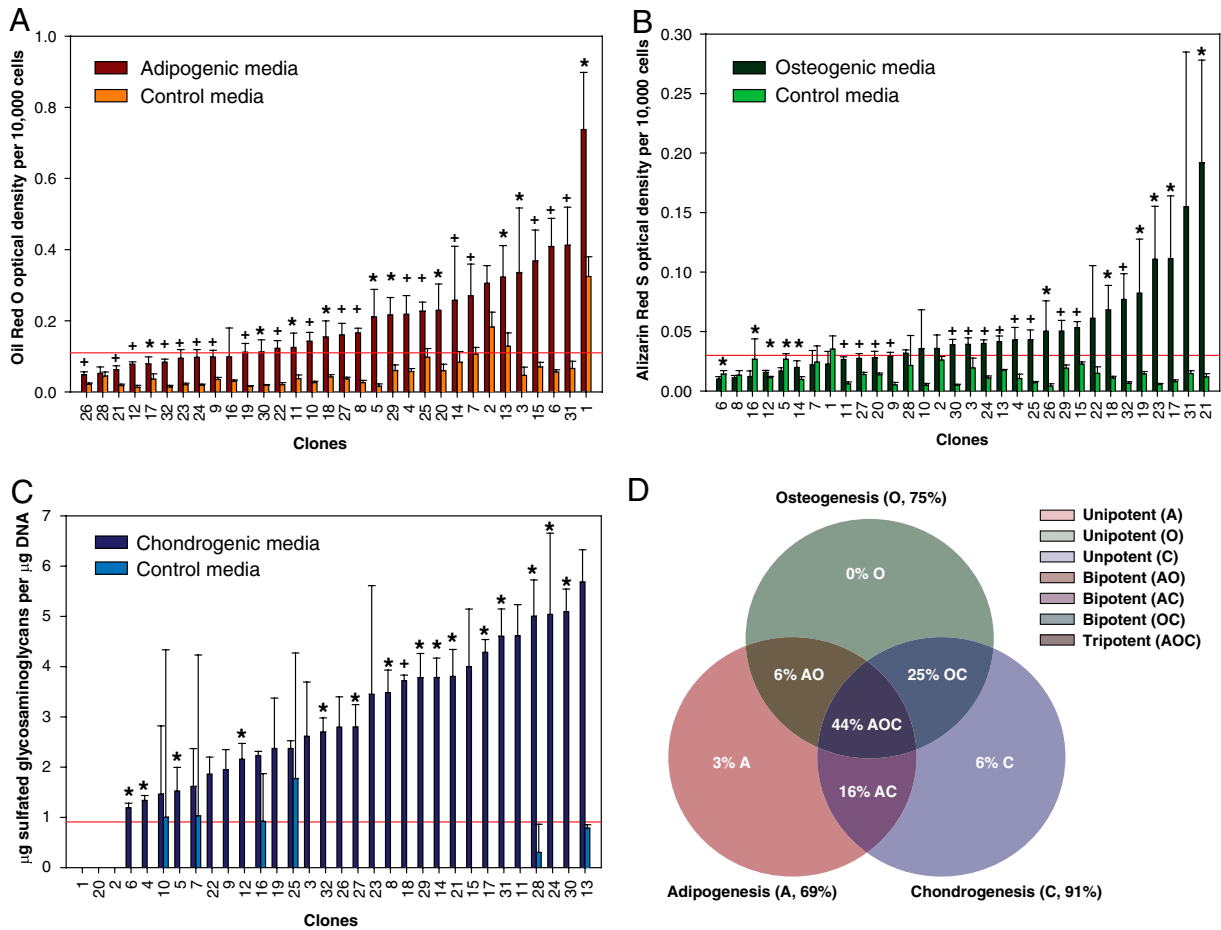 A
Oil Red O optical density per 10,000 cells
1.0
0.8
0.6
0.4
0.2
0.0
Adipogenic media
Control media
+ + + * + + + + + * + * + * + + * * + + * + + * * + + + *
26 28 21 12 17 32 23 24 9 16 19 30 22 11 10 18 27 8 5 29 4 25 20 14 7 2 13 3 15 6 31 1
Clones
B
Alizarin Red S optical density per 10,000 cells
0.30
0.25
0.20
0.15
0.10
0.05
0.00
Osteogenic media
Control media
* * * * * + + + + + + + + + + * + + * + * * * *
6 8 16 12 5 14 7 1 11 27 20 9 28 10 2 30 3 24 13 4 25 26 29 15 22 18 32 19 23 17 31 21
Clones
C
µg sulfated glycosaminoglycans per µg DNA
7
6
5
4
3
2
1
0
Chondrogenic media
Control media
* * * * * * * + * * * * * * * *
1 20 2 6 4 10 5 7 22 9 12 16 19 25 3 32 26 27 23 8 18 29 14 21 15 17 31 11 28 24 30 13
Clones
D
Osteogenesis (O, 75%)
0% O
6% AO
25% OC
44% AOC
3% A
6% C
16% AC
Adipogenesis (A, 69%)
Chondrogenesis (C, 91%)
Unipotent (A)
Unipotent (O)
Unpotent (C)
Bipotent (AO)
Bipotent (AC)
Bipotent (OC)
Tripotent (AOC)